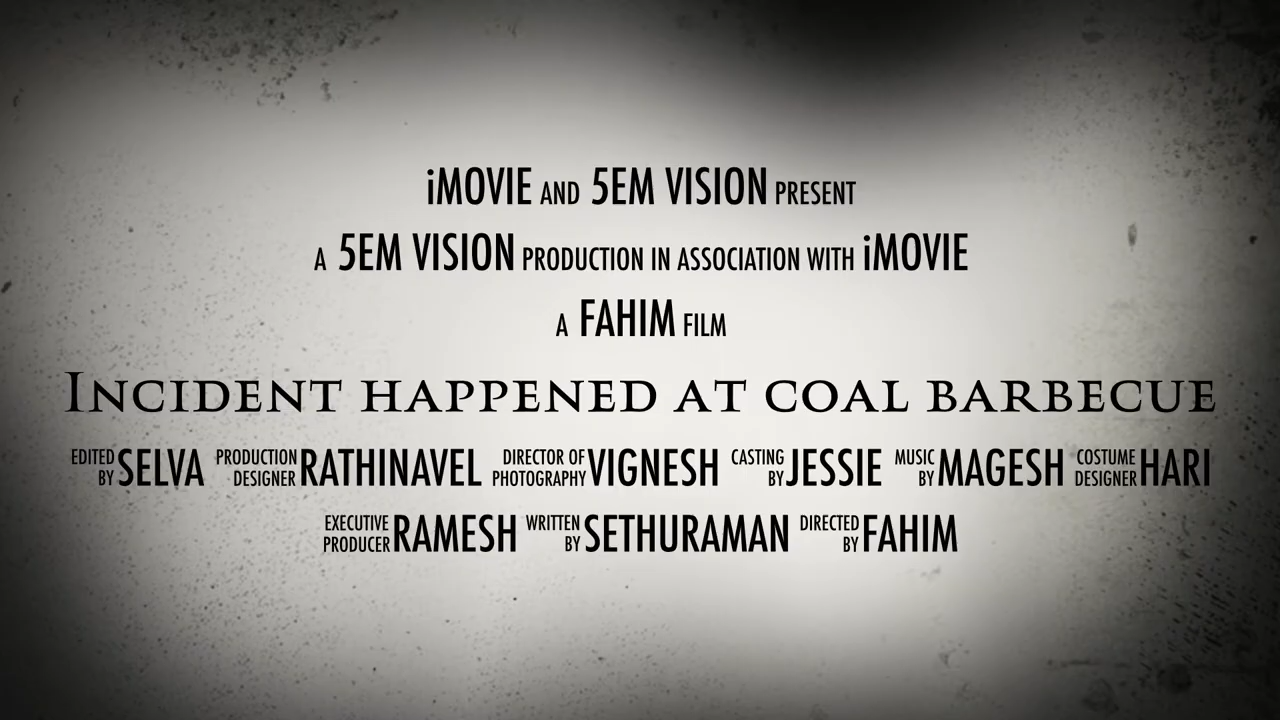 iMOVIE AND 5EM VISION PRESENT
A 5EM VISION PRODUCTION IN ASSOCIATION WITH iMOVIE
A FAHIM FILM
INCIDENT HAPPENED AT COAL BARBECUE
EDITED BY SELVA PRODUCTION DESIGNER RATHINAVEL DIRECTOR OF PHOTOGRAPHY VIGNESH CASTING BY JESSIE MUSIC BY MAGESH COSTUME DESIGNER HARI
EXECUTIVE PRODUCER RAMESH WRITTEN BY SETHURAMAN DIRECTED BY FAHIM